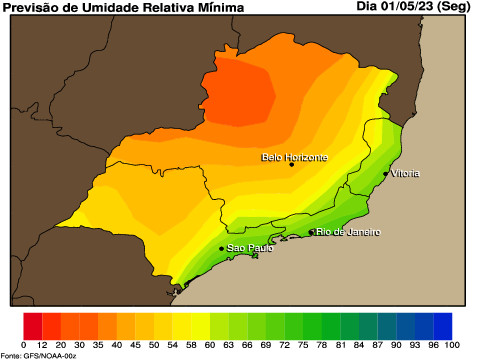 Previsão de Umidade Relativa Mínima
Dia 01/05/23 (Seg)
Belo Horizonte
Vitoria
Rio de Janeiro
Sao Paulo
0 12 20 30 35 40 45 50 54 60 63 66 69 72 75 78 81 84 87 90 93 96 100
Fonte: GFS/NOAA-00z